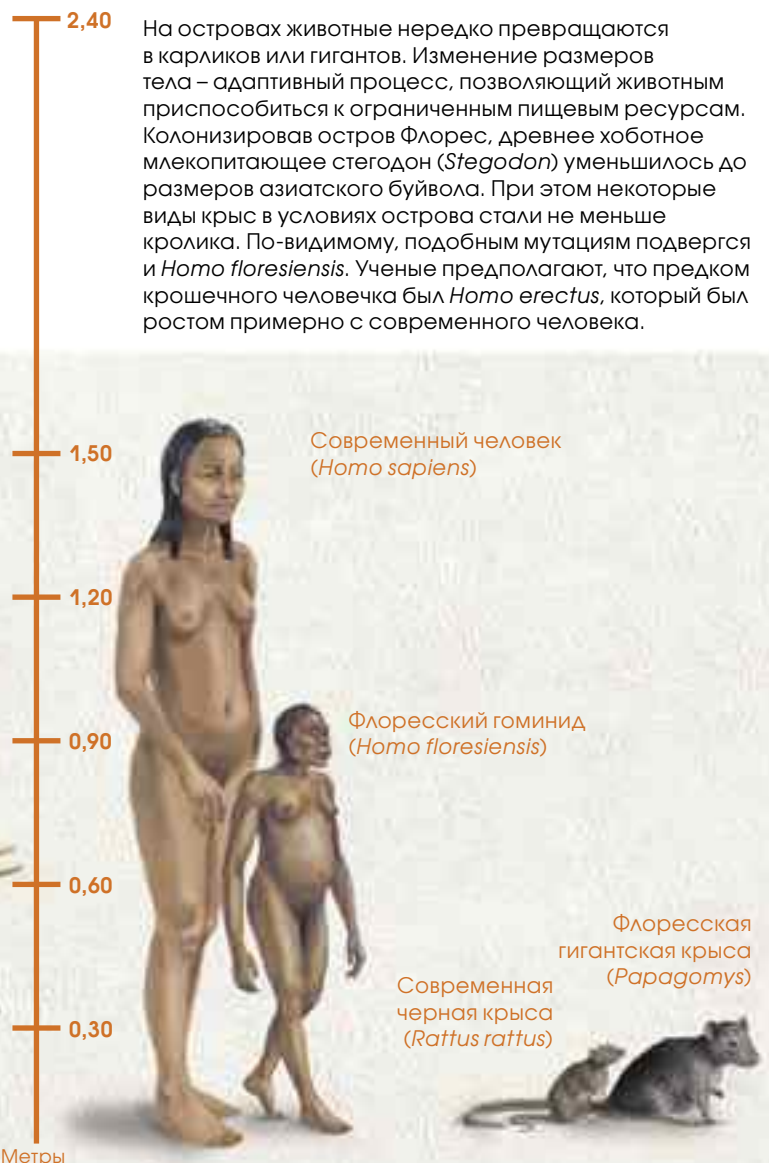 2,40
На островах животные нередко превращаются
в карликов или гигантов. Изменение размеров
тела – адаптивный процесс, позволяющий животным
приспособиться к ограниченным пищевым ресурсам.
Колонизировав остров Флорес, древнее хоботное
млекопитающее стегодон (Stegodon) уменьшилось до
размеров азиатского буйвола. При этом некоторые
виды крыс в условиях острова стали не меньше
кролика. По-видимому, подобным мутациям подвергся
и Homo floresiensis. Ученые предполагают, что предком
крошечного человечка был Homo erectus, который был
ростом примерно с современного человека.
1,50
Современный человек
(Homo sapiens)
1,20
0,90
Флоресский гоминид
(Homo floresiensis)
0,60
Флоресская
гигантская крыса
(Papagomys)
Современная
черная крыса
(Rattus rattus)
0,30
Метры